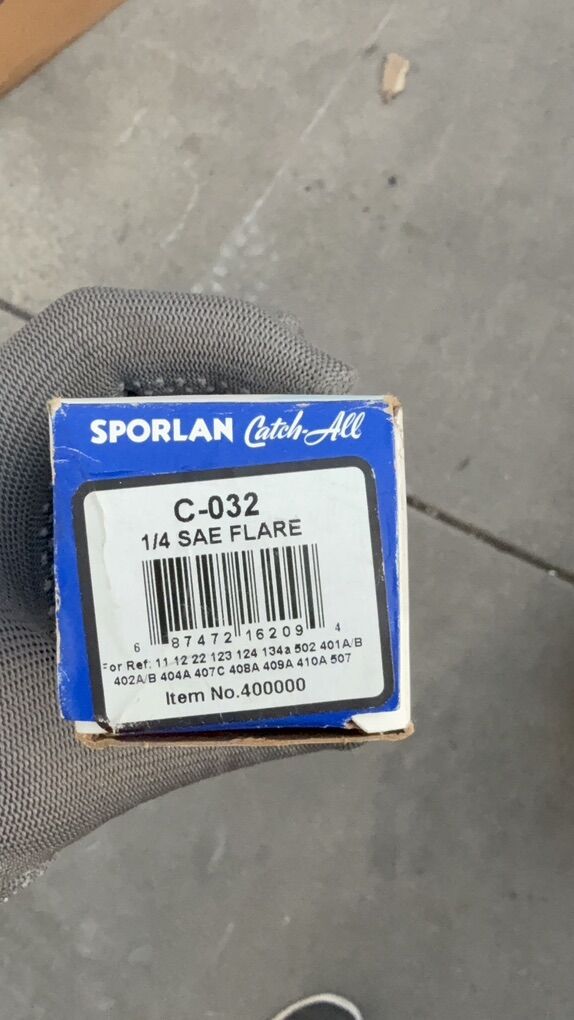 SPORLAN Catch-All
C-032
1/4 SAE FLARE
6 87472 16209 4
For Ref: 11 12 22 123 124 134a 502 401A/B
402A/B 404A 407C 408A 409A 410A 507
Item No.400000